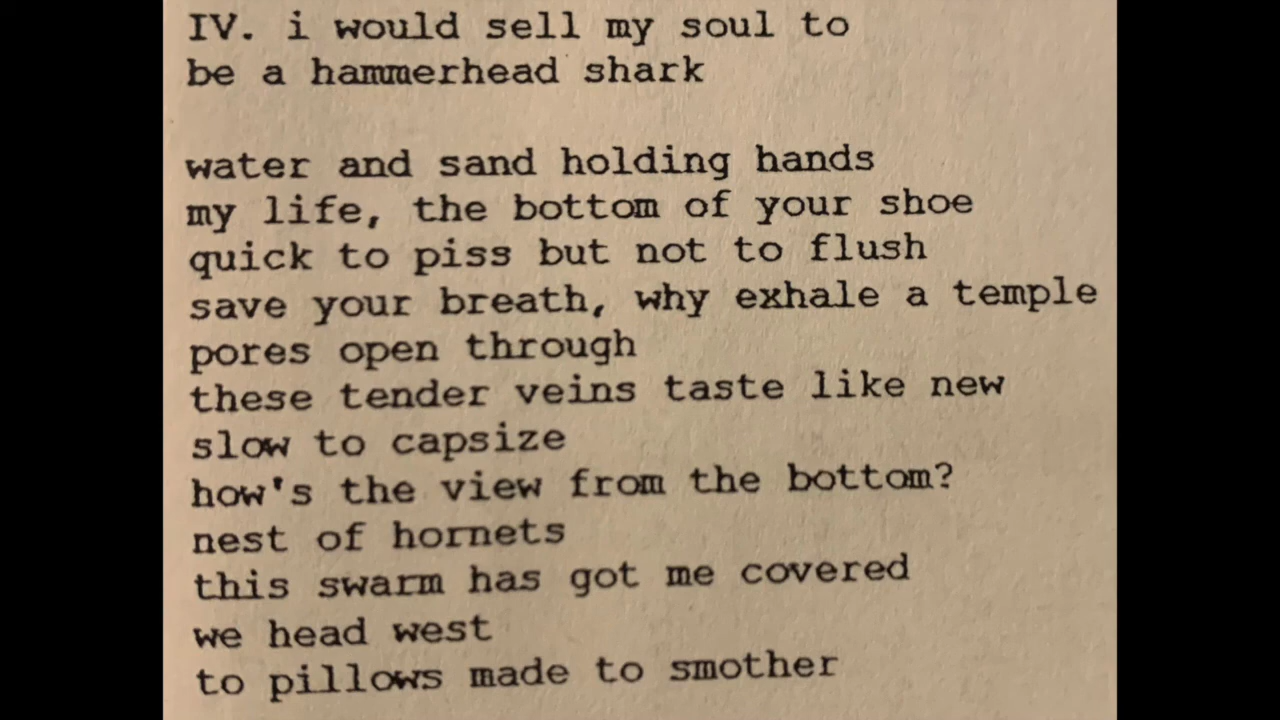 IV. i would sell my soul to
be a hammerhead shark
water and sand holding hands
my life, the bottom of your shoe
quick to piss but not to flush
save your breath, why exhale a temple
pores open through
these tender veins taste like new
slow to capsize
how's the view from the bottom?
nest of hornets
this swarm has got me covered
we head west
to pillows made to smother